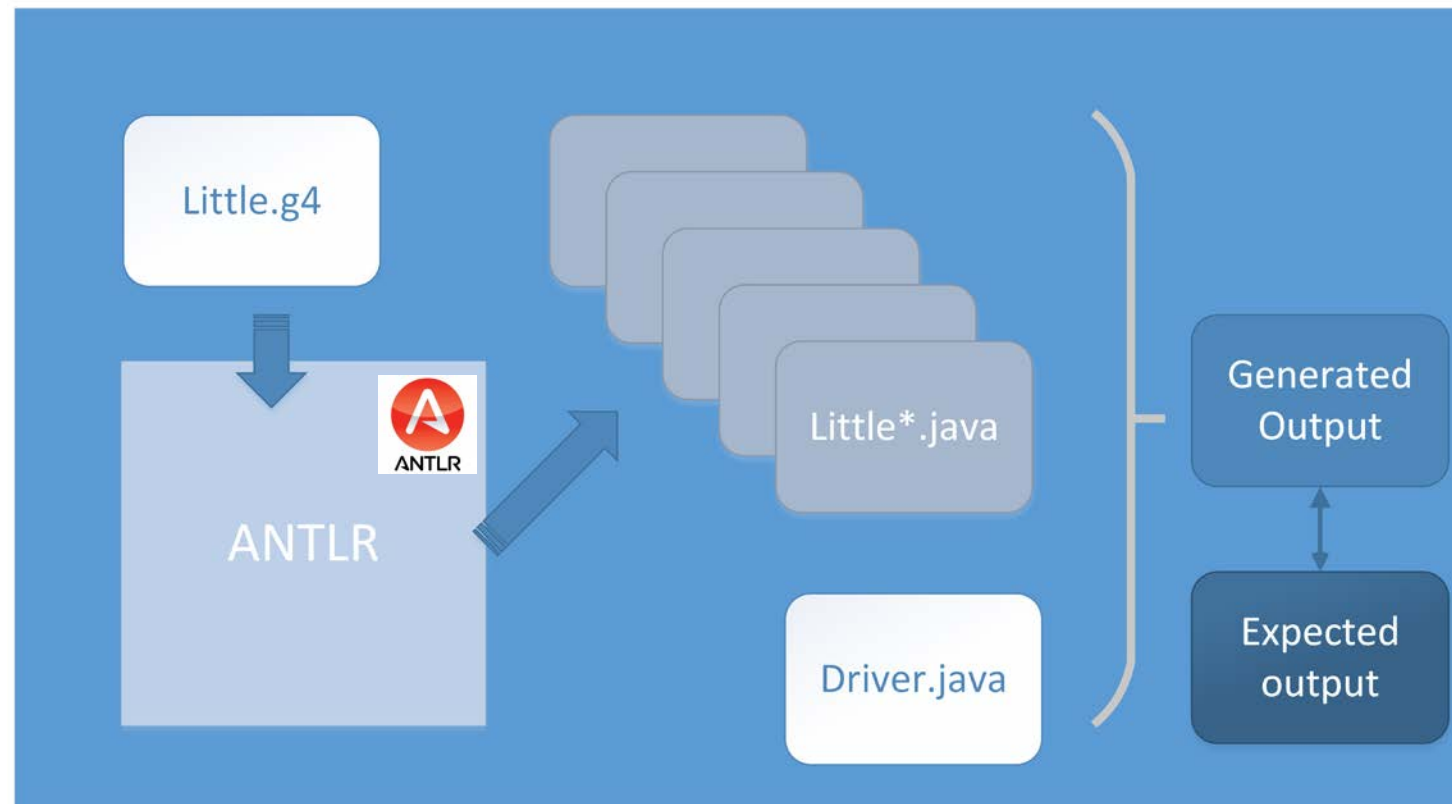 Little.g4
ANTLR
ANTLR
Little*.java
Driver.java
Generated
Output
Expected
output